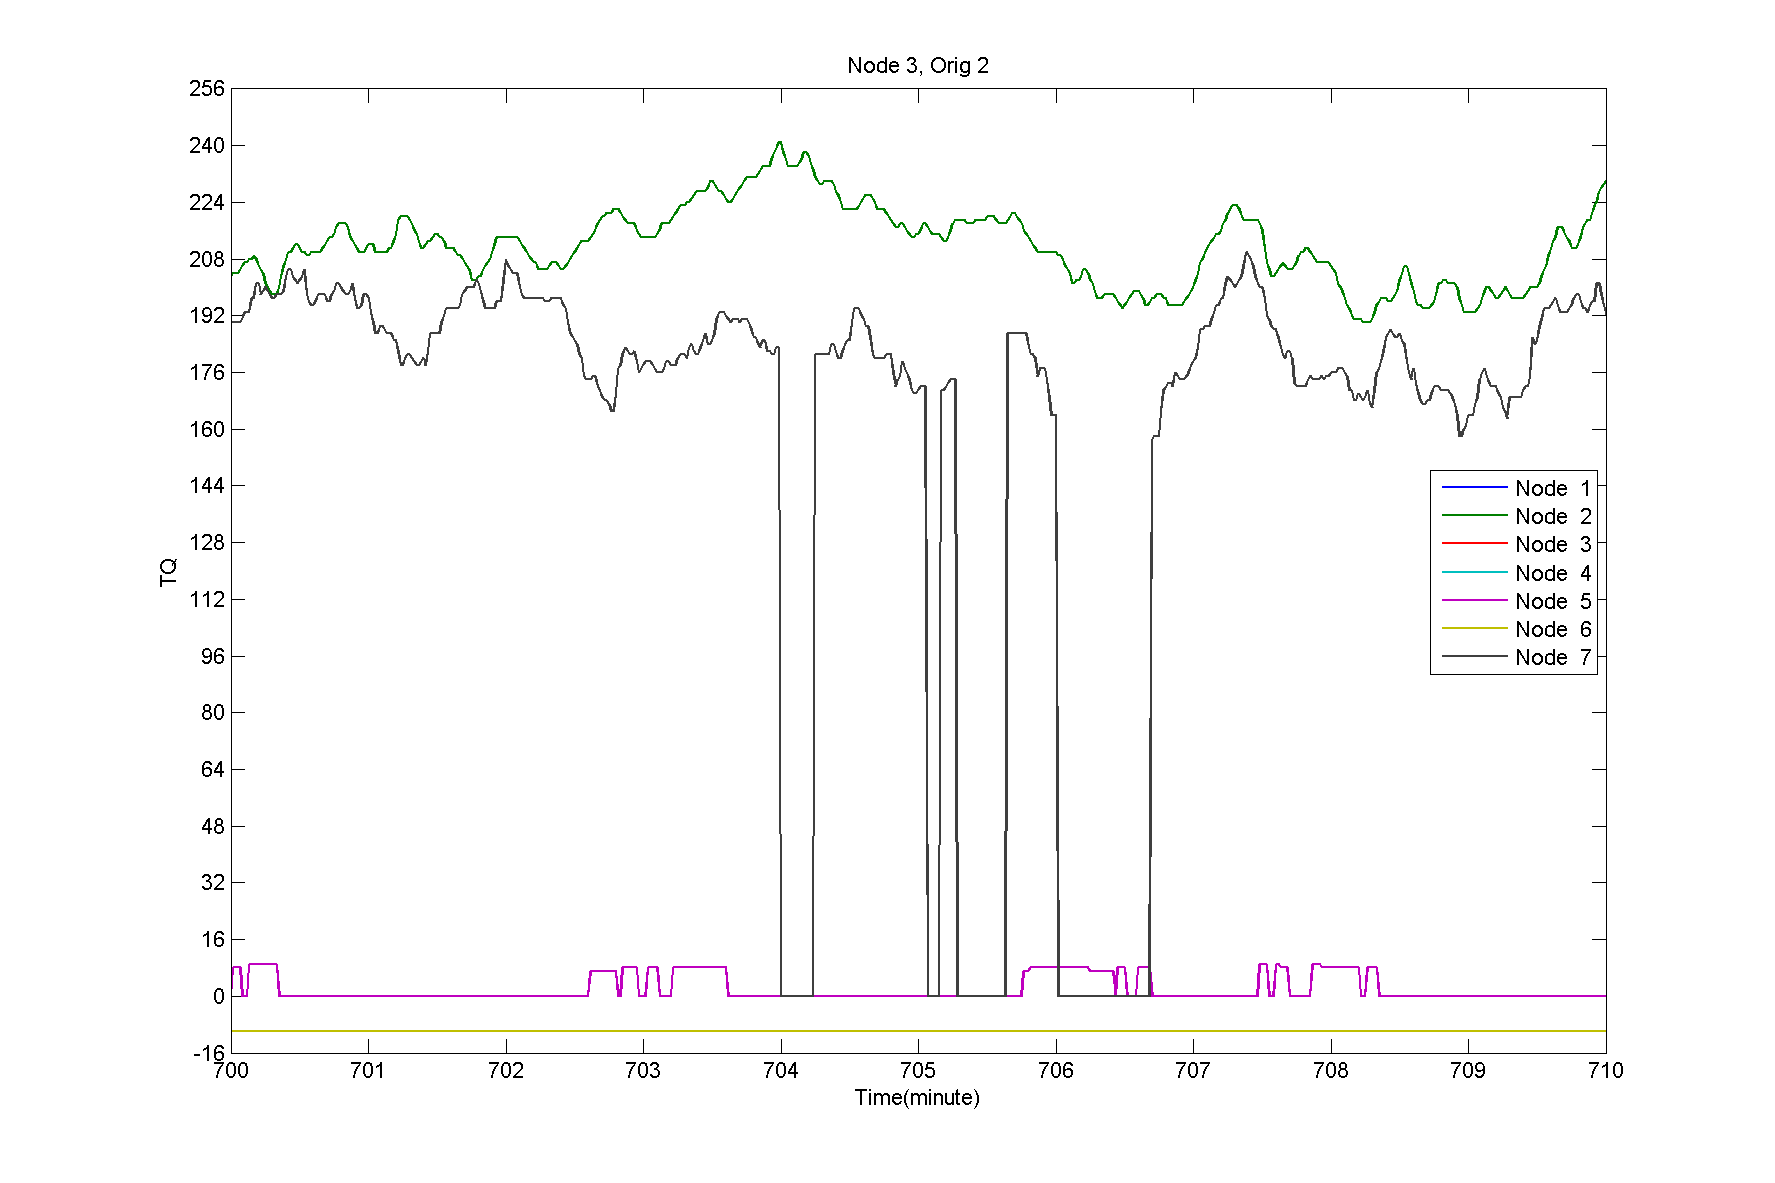 Node 3, Orig 2
256
240
224
208
192
176
160
144
128
112
96
80
64
48
32
16
0
-16
TQ
Node 1
Node 2
Node 3
Node 4
Node 5
Node 6
Node 7
700 701 702 703 704 705 706 707 708 709 710
Time(minute)